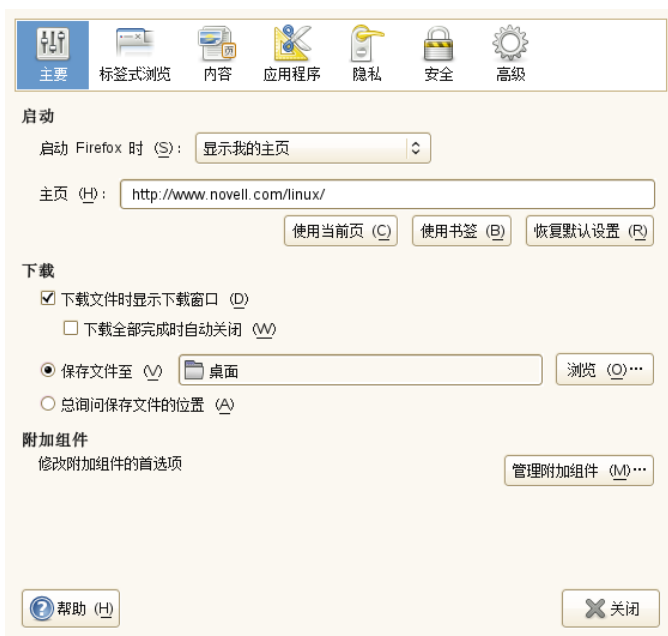 主要 标签式浏览 内容 应用程序 隐私 安全 高级
启动
启动 Firefox 时 (S): 显示我的主页
主页 (H): http://www.novell.com/linux/
使用当前页 (C) 使用书签 (B) 恢复默认设置 (R)
下载
下载文件时显示下载窗口 (D)
下载全部完成时自动关闭 (W)
保存文件至 (V) 桌面 浏览 (O)…
总询问保存文件的位置 (A)
附加组件
修改附加组件的首选项
管理附加组件 (M)…
帮助 (H) 关闭